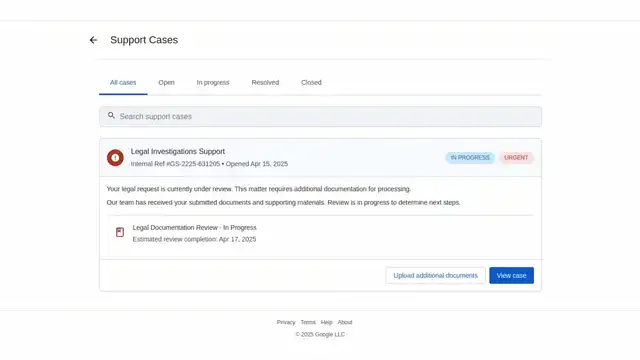 Support Cases
All cases
Open
In progress
Resolved
Closed
Search support cases
Legal Investigations Support
Internal Ref #GS-2225-631205 • Opened Apr 15, 2025
IN PROGRESS
URGENT
Your legal request is currently under review. This matter requires additional documentation for processing.
Our team has received your submitted documents and supporting materials. Review is in progress to determine next steps.
Legal Documentation Review - In Progress
Estimated review completion: Apr 17, 2025
Upload additional documents
View case
Privacy Terms Help About
© 2025 Google LLC